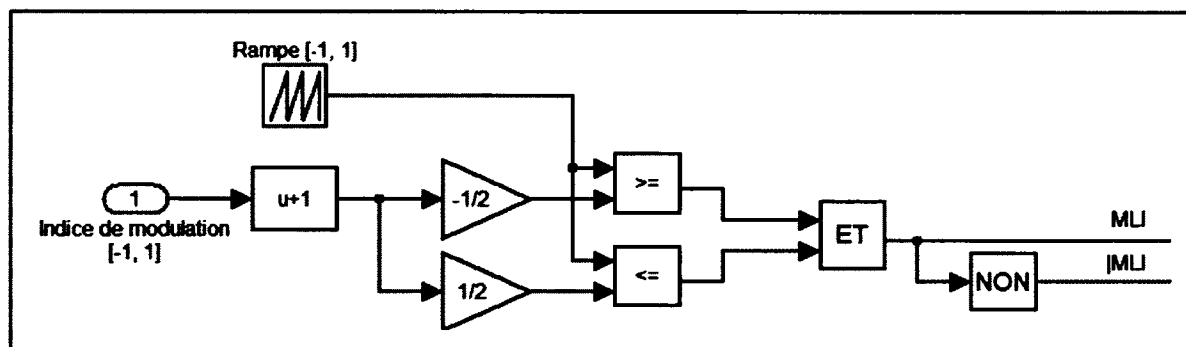 Rampe [-1, 1]
1
u+1
-1/2
>=
Indice de modulation
[-1, 1]
ET
MLI
<=
1/2
|MLI
NON